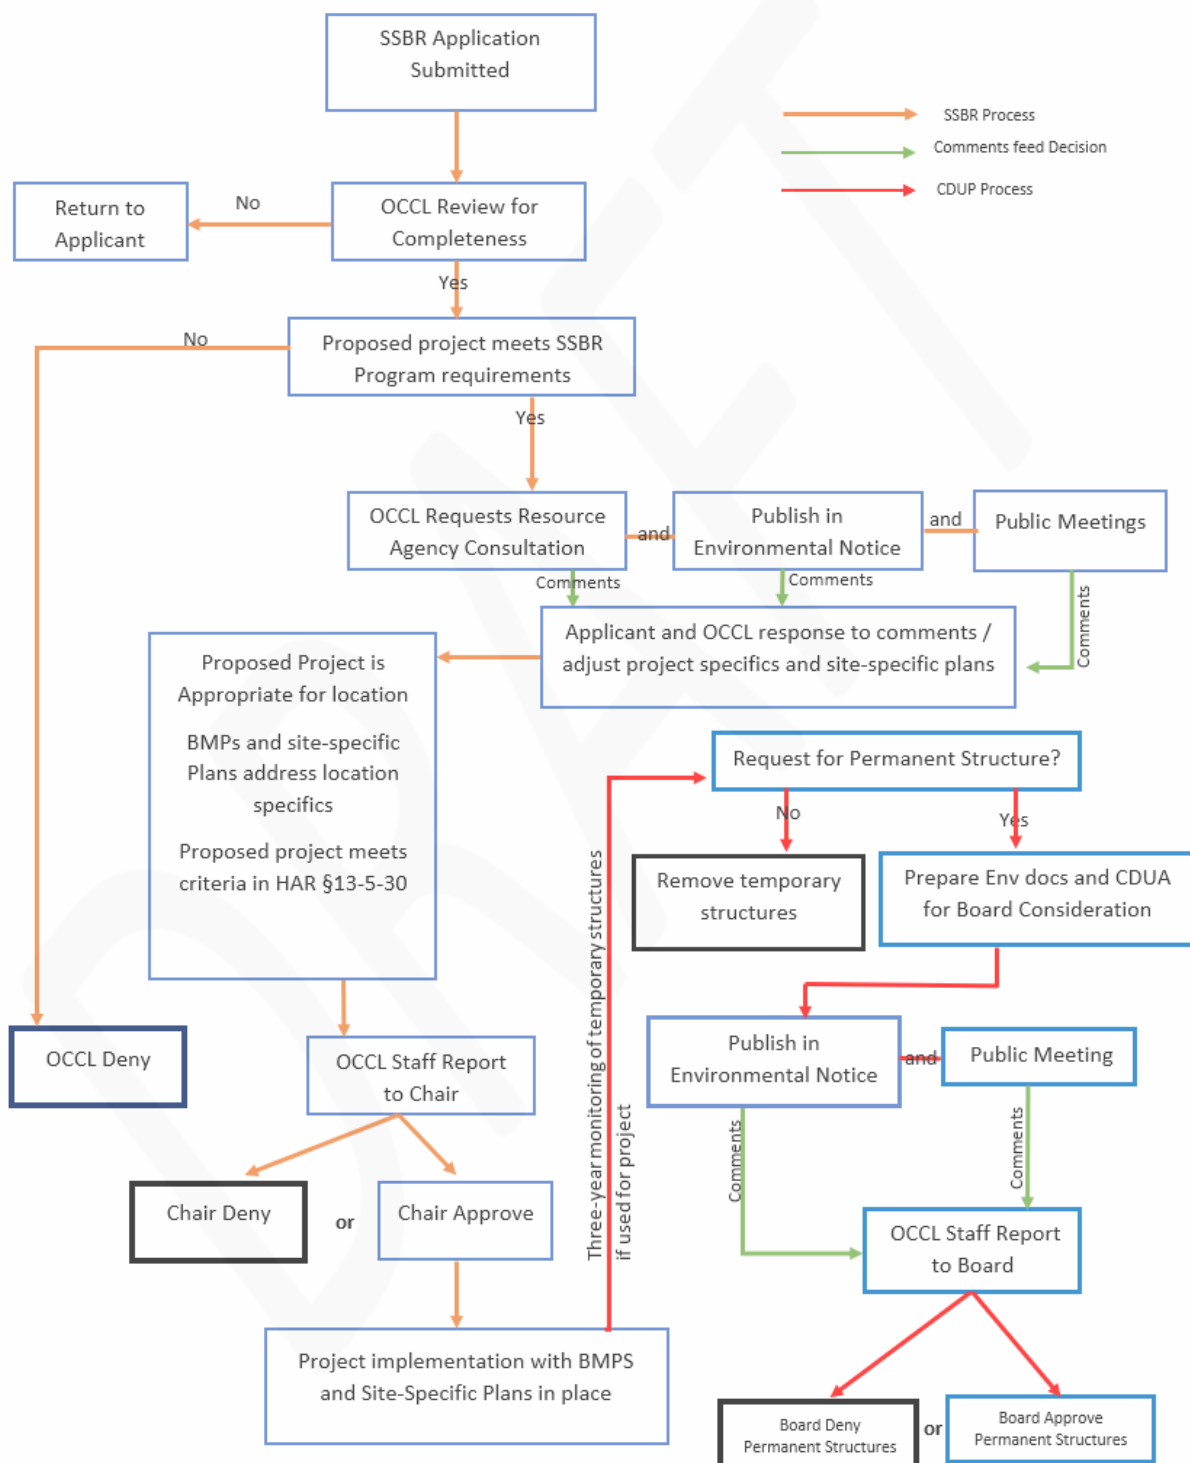 SSBR Application
Submitted
SSBR Process
Comments feed Decision
CDUP Process
Return to
Applicant
No
OCCL Review for
Completeness
Yes
No
Proposed project meets SSBR
Program requirements
Yes
OCCL Requests Resource
Agency Consultation
and
Publish in
Environmental Notice
and
Public Meetings
Comments
Comments
Comments
Applicant and OCCL response to comments /
adjust project specifics and site-specific plans
Proposed Project is
Appropriate for location
BMPs and site-specific
Plans address location
specifics
Proposed project meets
criteria in HAR §13-5-30
Request for Permanent Structure?
No
Yes
Remove temporary
structures
Prepare Env docs and CDUA
for Board Consideration
Three-year monitoring of temporary structures
if used for project
OCCL Deny
OCCL Staff Report
to Chair
Publish in
Environmental Notice
and
Public Meeting
Comments
Comments
Chair Deny
or
Chair Approve
OCCL Staff Report
to Board
Project implementation with BMPS
and Site-Specific Plans in place
Board Deny
Permanent Structures
or
Board Approve
Permanent Structures
DRAFT